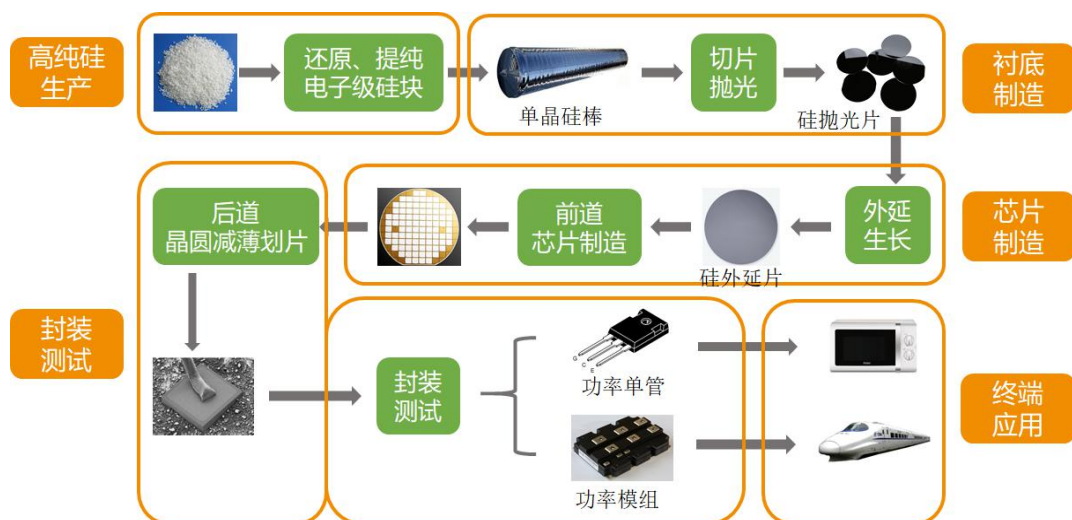 高纯硅
生产
还原、提纯
电子级硅块
单晶硅棒
切片
抛光
硅抛光片
衬底
制造
后道
晶圆减薄划片
前道
芯片制造
硅外延片
外延
生长
芯片
制造
封装
测试
封装
测试
G
C
E
功率单管
功率模组
终端
应用